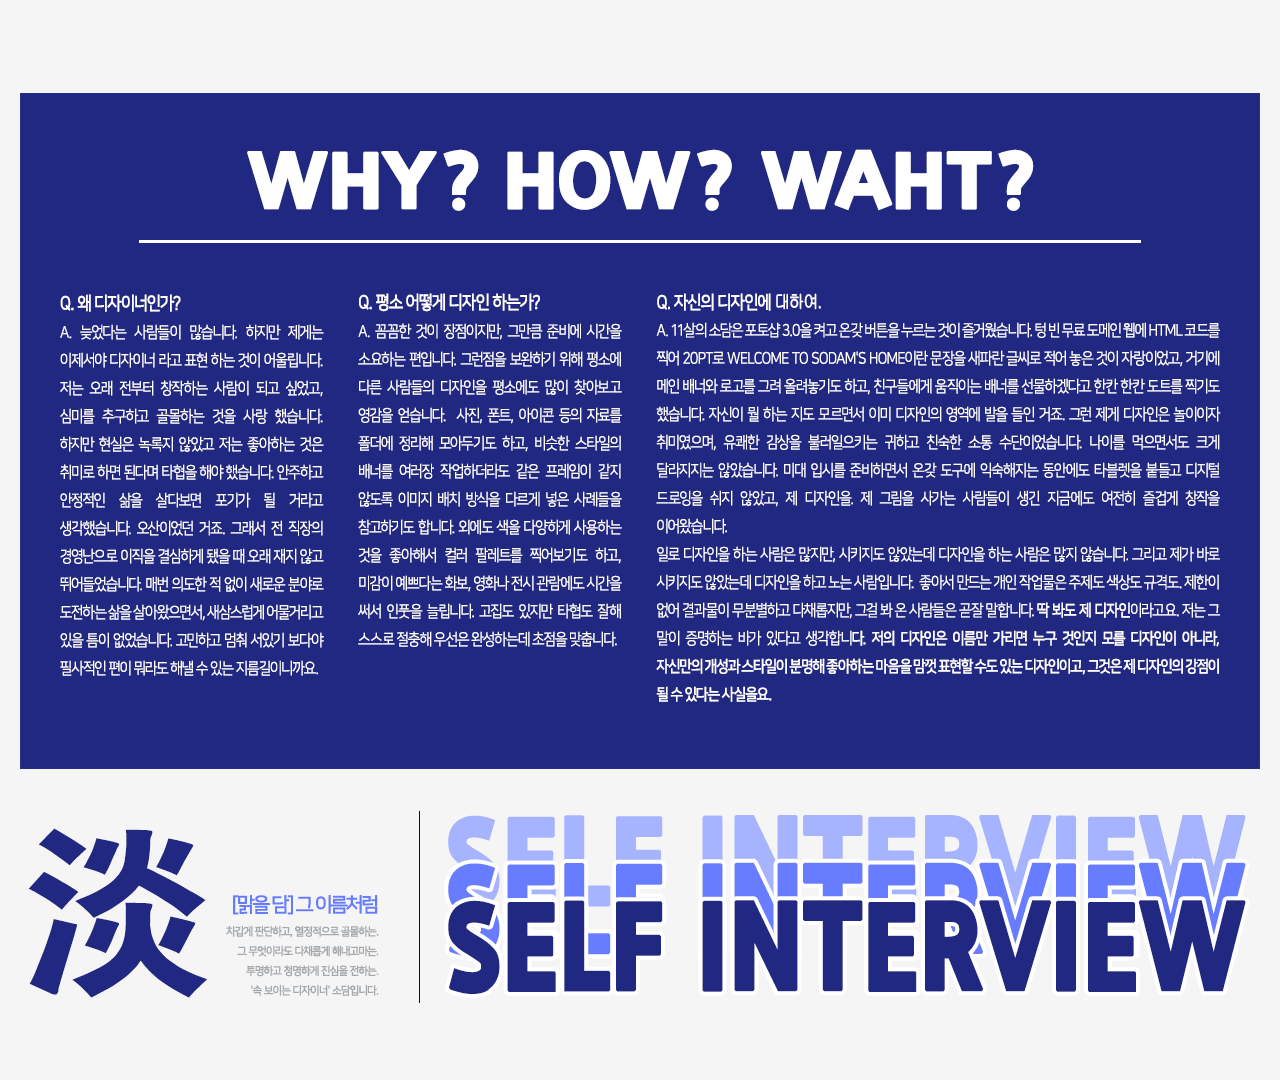 WHY? HOW? WAHT?
Q. 왜 디자이너인가?
A. 늦었다는 사람들이 많습니다. 하지만 제게는
이제서야 디자이너 라고 표현 하는 것이 어울립니다.
저는 오래 전부터 창작하는 사람이 되고 싶었고,
심미를 추구하고 골몰하는 것을 사랑 했습니다.
하지만 현실은 녹록지 않았고 저는 좋아하는 것은
취미로 하면 된다며 타협을 해야 했습니다. 안주하고
안정적인 삶을 살다보면 포기가 될 거라고
생각했습니다. 오산이었던 거죠. 그래서 전 직장의
경영난으로 이직을 결심하게 됐을 때 오래 재지 않고
뛰어들었습니다. 매번 의도한 적 없이 새로운 분야로
도전하는 삶을 살아왔으면서, 새삼스럽게 어물거리고
있을 틈이 없었습니다. 고민하고 멈춰 서있기 보다야
필사적인 편이 뭐라도 해낼 수 있는 지름길이니까요.
Q. 평소 어떻게 디자인 하는가?
A. 꼼꼼한 것이 장점이지만, 그만큼 준비에 시간을
소요하는 편입니다. 그런점을 보완하기 위해 평소에
다른 사람들의 디자인을 평소에도 많이 찾아보고
영감을 얻습니다. 사진, 폰트, 아이콘 등의 자료를
폴더에 정리해 모아두기도 하고, 비슷한 스타일의
배너를 여러장 작업하더라도 같은 프레임이 같지
않도록 이미지 배치 방식을 다르게 넣은 사례들을
참고하기도 합니다. 외에도 색을 다양하게 사용하는
것을 좋아해서 컬러 팔레트를 찍어보기도 하고,
미감이 예쁘다는 화보, 영화나 전시 관람에도 시간을
써서 인풋을 늘립니다. 고집도 있지만 타협도 잘해
스스로 절충해 우선은 완성하는데 초점을 맞춥니다.
Q. 자신의 디자인에 대하여.
A. 11살의 소담은 포토샵 3.0을 켜고 온갖 버튼을 누르는 것이 즐거웠습니다. 텅 빈 무료 도메인 웹에 HTML 코드를
찍어 20PT로 WELCOME TO SODAM'S HOME이란 문장을 새파란 글씨로 적어 놓은 것이 자랑이었고, 거기에
메인 배너와 로고를 그려 올려놓기도 하고, 친구들에게 움직이는 배너를 선물하겠다고 한칸 한칸 도트를 찍기도
했습니다. 자신이 뭘 하는 지도 모르면서 이미 디자인의 영역에 발을 들인 거죠. 그런 제게 디자인은 놀이이자
취미였으며, 유쾌한 감상을 불러일으키는 귀하고 친숙한 소통 수단이었습니다. 나이를 먹으면서도 크게
달라지지는 않았습니다. 미대 입시를 준비하면서 온갖 도구에 익숙해지는 동안에도 타블렛을 붙들고 디지털
드로잉을 쉬지 않았고, 제 디자인을. 제 그림을 사가는 사람들이 생긴 지금에도 여전히 즐겁게 창작을
이어왔습니다.
일로 디자인을 하는 사람은 많지만, 시키지도 않았는데 디자인을 하는 사람은 많지 않습니다. 그리고 제가 바로
시키지도 않았는데 디자인을 하고 노는 사람입니다. 좋아서 만드는 개인 작업물은 주제도 색상도 규격도. 제한이
없어 결과물이 무분별하고 다채롭지만, 그걸 봐 온 사람들은 곧잘 말합니다. 딱 봐도 제 디자인이라고요. 저는 그
말이 증명하는 바가 있다고 생각합니다. 저의 디자인은 이름만 가리면 누구 것인지 모를 디자인이 아니라,
자신만의 개성과 스타일이 분명해 좋아하는 마음을 맘껏 표현할 수도 있는 디자인이고, 그것은 제 디자인의 강점이
될 수 있다는 사실을요.
淡
[맑을 담] 그 이름처럼
차갑게 판단하고, 열정적으로 골몰하는.
그 무엇이라도 다채롭게 해내고마는.
투명하고 청명하게 진심을 전하는.
'속 보이는 디자이너' 소담입니다.
SELF INTERVIEW
SELF INTERVIEW
SELF INTERVIEW